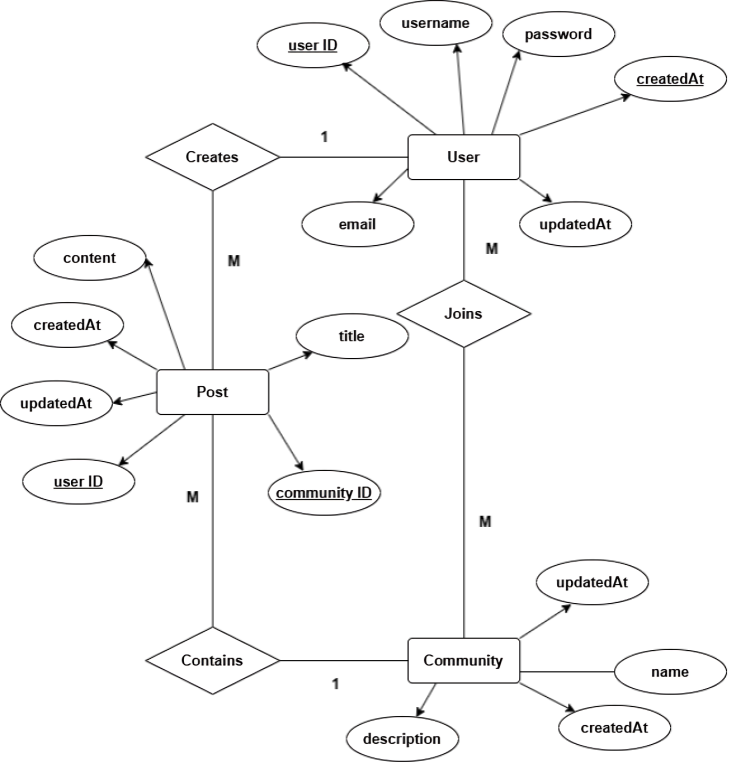 username
password
user ID
createdAt
1
Creates
User
email
updatedAt
content
M
M
createdAt
Joins
title
Post
updatedAt
user ID
community ID
M
M
updatedAt
Contains
Community
name
1
createdAt
description